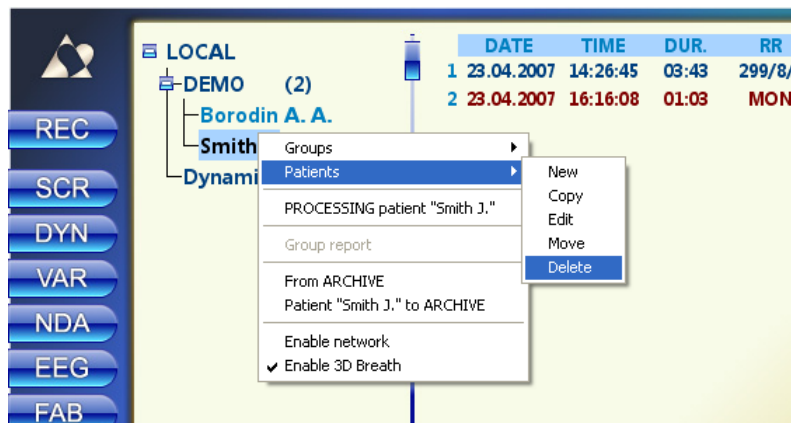 REC
SCR
DYN
VAR
NDA
EEG
FAB
LOCAL
DEMO (2)
Borodin A. A.
Smith
Dynami
DATE TIME DUR. RR
1 23.04.2007 14:26:45 03:43 299/8/
2 23.04.2007 16:16:08 01:03 MON
Groups
Patients
PROCESSING patient "Smith J."
Group report
From ARCHIVE
Patient "Smith J." to ARCHIVE
Enable network
Enable 3D Breath
New
Copy
Edit
Move
Delete